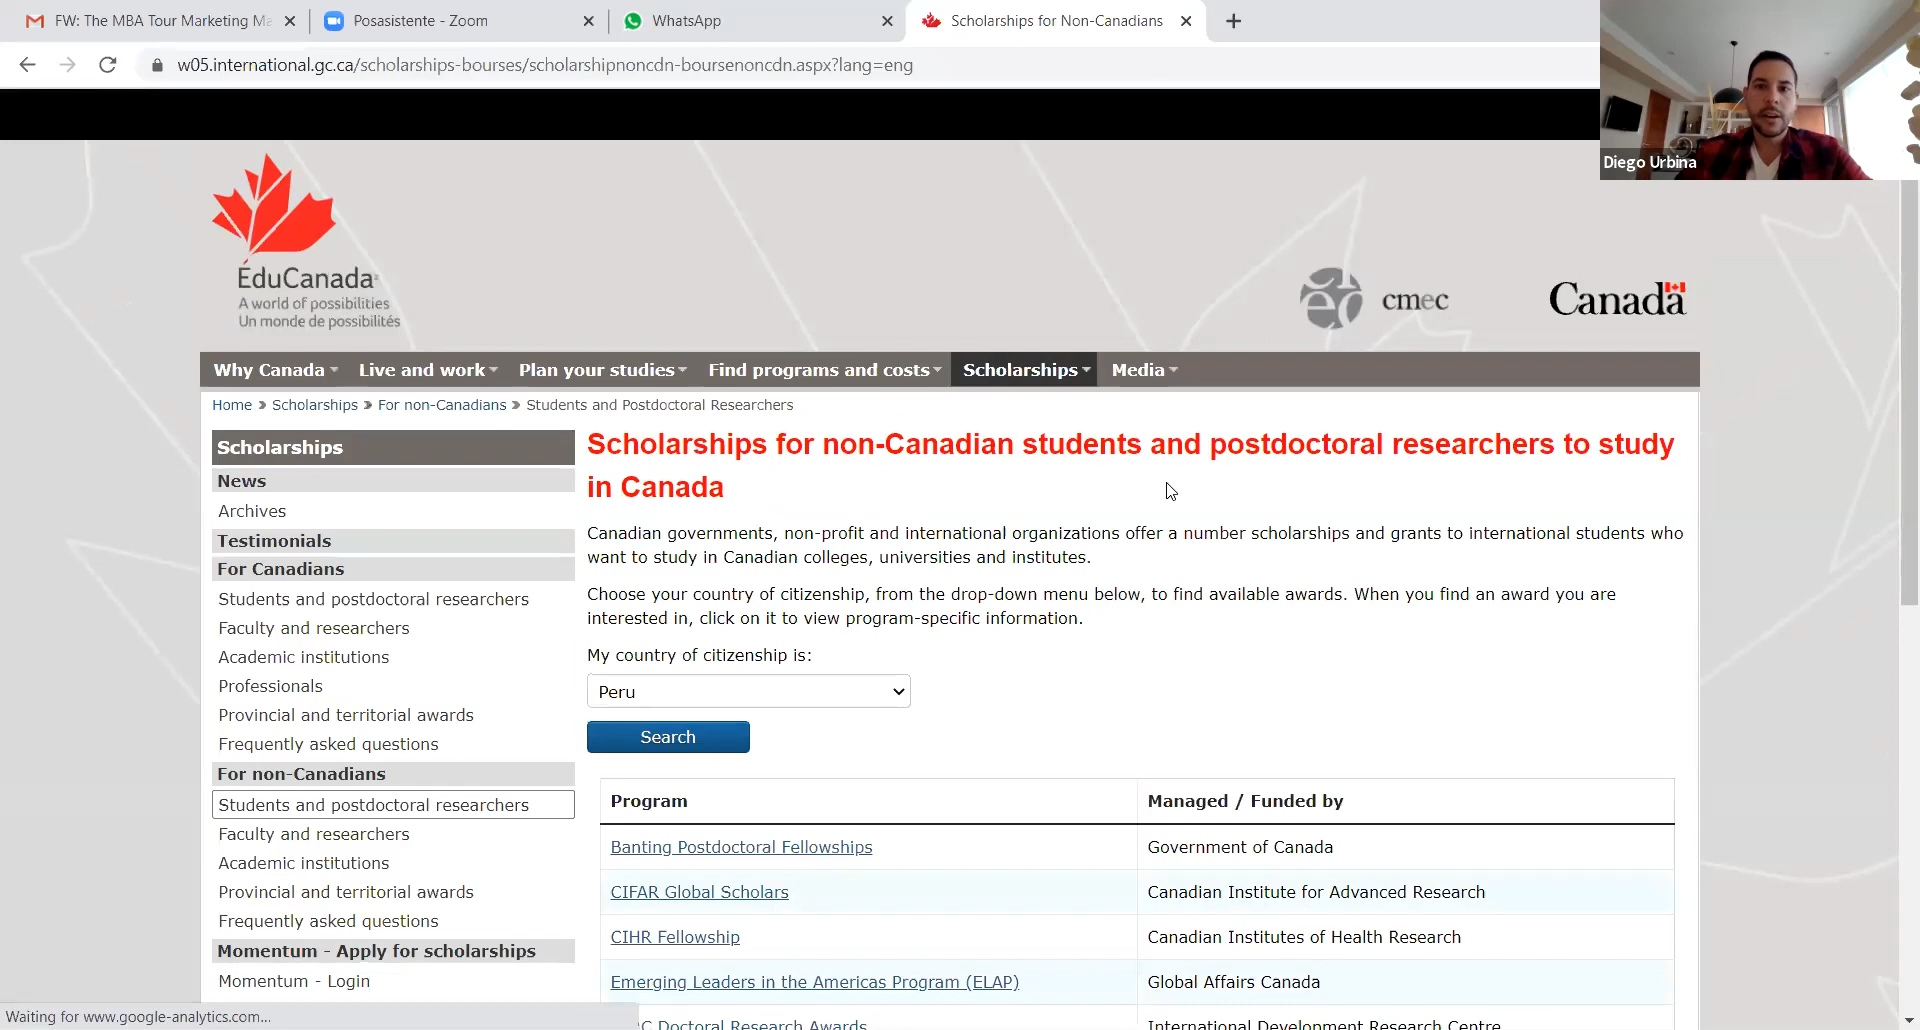 FW: The MBA Tour Marketing Ma
Posasistente - Zoom
WhatsApp
Scholarships for Non-Canadians
w05.international.gc.ca/scholarships-bourses/scholarshipnoncdn-boursenoncdn.aspx?lang=eng
Diego Urbina
ÉduCanada
A world of possibilities
Un monde de possibilités
cmec
Canada
Why Canada
Live and work
Plan your studies
Find programs and costs
Scholarships
Media
Home » Scholarships » For non-Canadians » Students and Postdoctoral Researchers
Scholarships
News
Archives
Testimonials
For Canadians
Students and postdoctoral researchers
Faculty and researchers
Academic institutions
Professionals
Provincial and territorial awards
Frequently asked questions
For non-Canadians
Students and postdoctoral researchers
Faculty and researchers
Academic institutions
Provincial and territorial awards
Frequently asked questions
Momentum - Apply for scholarships
Momentum - Login
Scholarships for non-Canadian students and postdoctoral researchers to study
in Canada
Canadian governments, non-profit and international organizations offer a number scholarships and grants to international students who
want to study in Canadian colleges, universities and institutes.
Choose your country of citizenship, from the drop-down menu below, to find available awards. When you find an award you are
interested in, click on it to view program-specific information.
My country of citizenship is:
Peru
Search
Program Managed / Funded by
Banting Postdoctoral Fellowships Government of Canada
CIFAR Global Scholars Canadian Institute for Advanced Research
CIHR Fellowship Canadian Institutes of Health Research
Emerging Leaders in the Americas Program (ELAP) Global Affairs Canada
Doctoral Research Awards International Development Research Centre
Waiting for www.google-analytics.com...